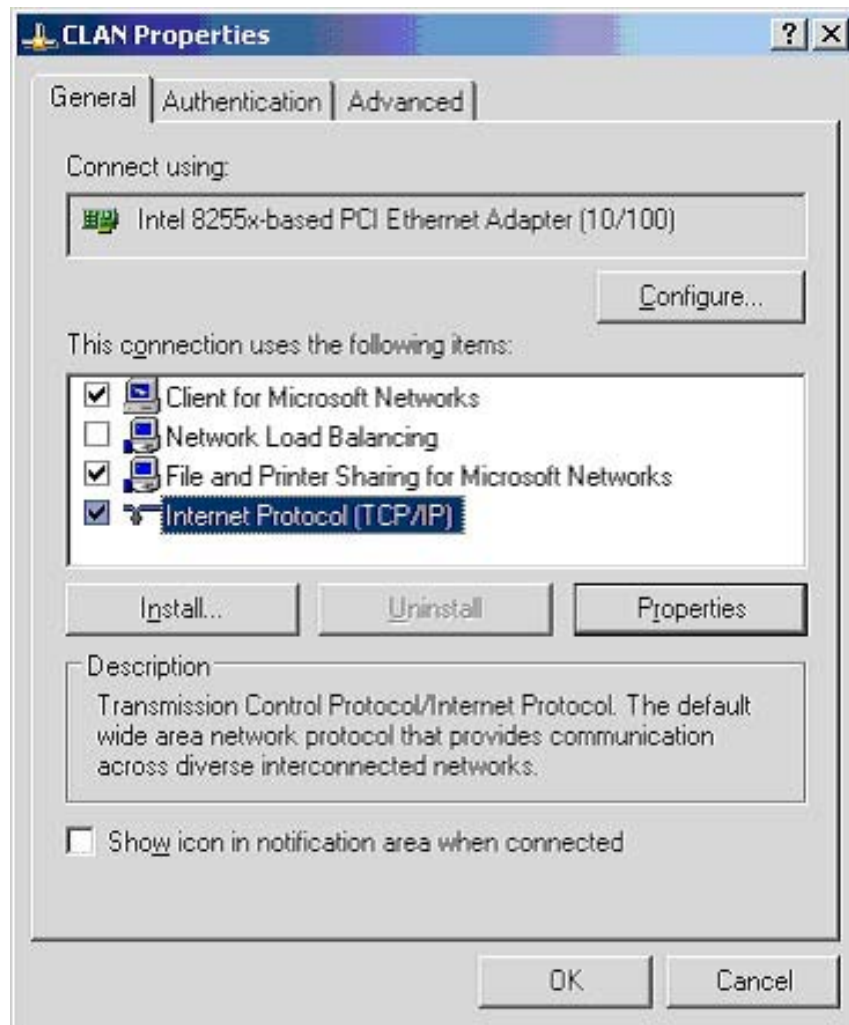 CLAN Properties
General Authentication Advanced
Connect using:
Intel 8255x-based PCI Ethernet Adapter (10/100)
Configure...
This connection uses the following items:
Client for Microsoft Networks
Network Load Balancing
File and Printer Sharing for Microsoft Networks
Internet Protocol (TCP/IP)
Install... Uninstall Properties
Description
Transmission Control Protocol/Internet Protocol. The default
wide area network protocol that provides communication
across diverse interconnected networks.
Show icon in notification area when connected
OK Cancel